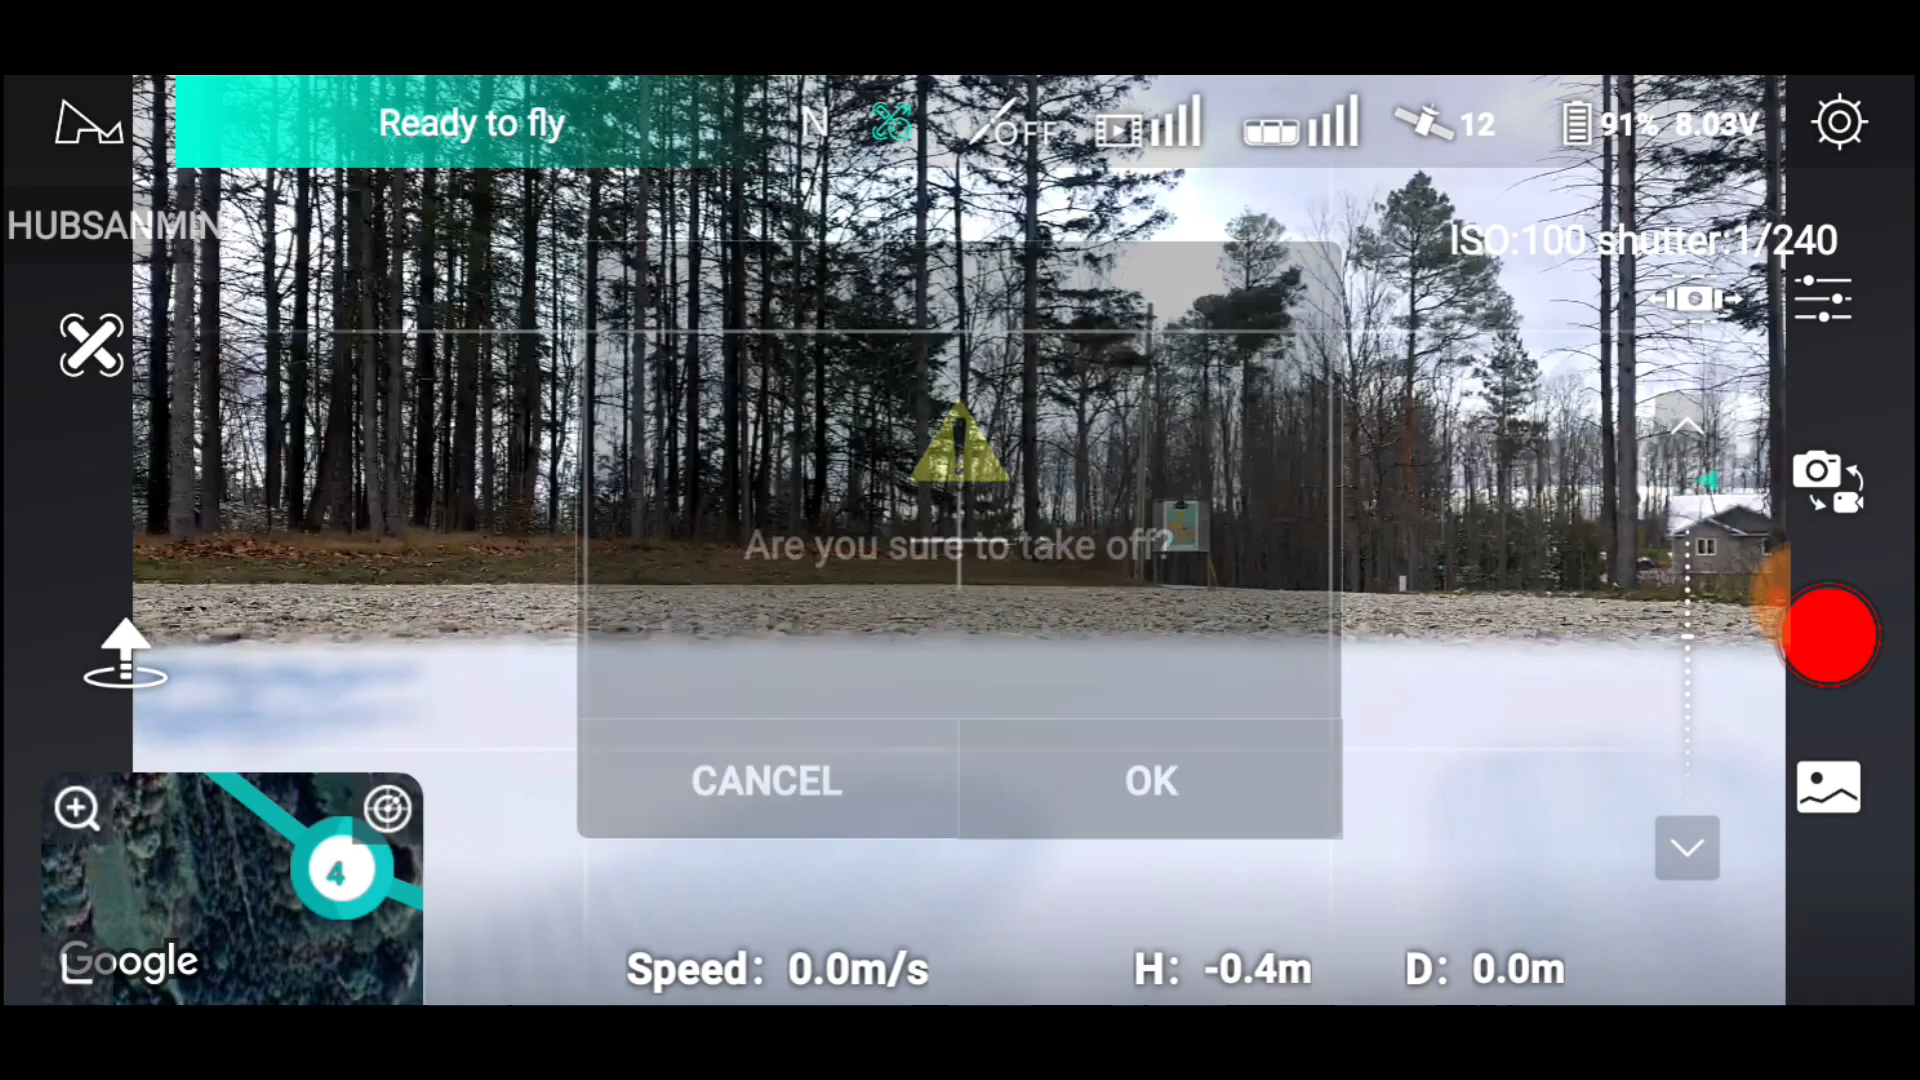 Ready to fly
N
OFF
12
91% 8.03V
HUBSANMIN
ISO:100 shutter:1/240
Are you sure to take off?
CANCEL
OK
4
Google
Speed: 0.0m/s
H: -0.4m
D: 0.0m